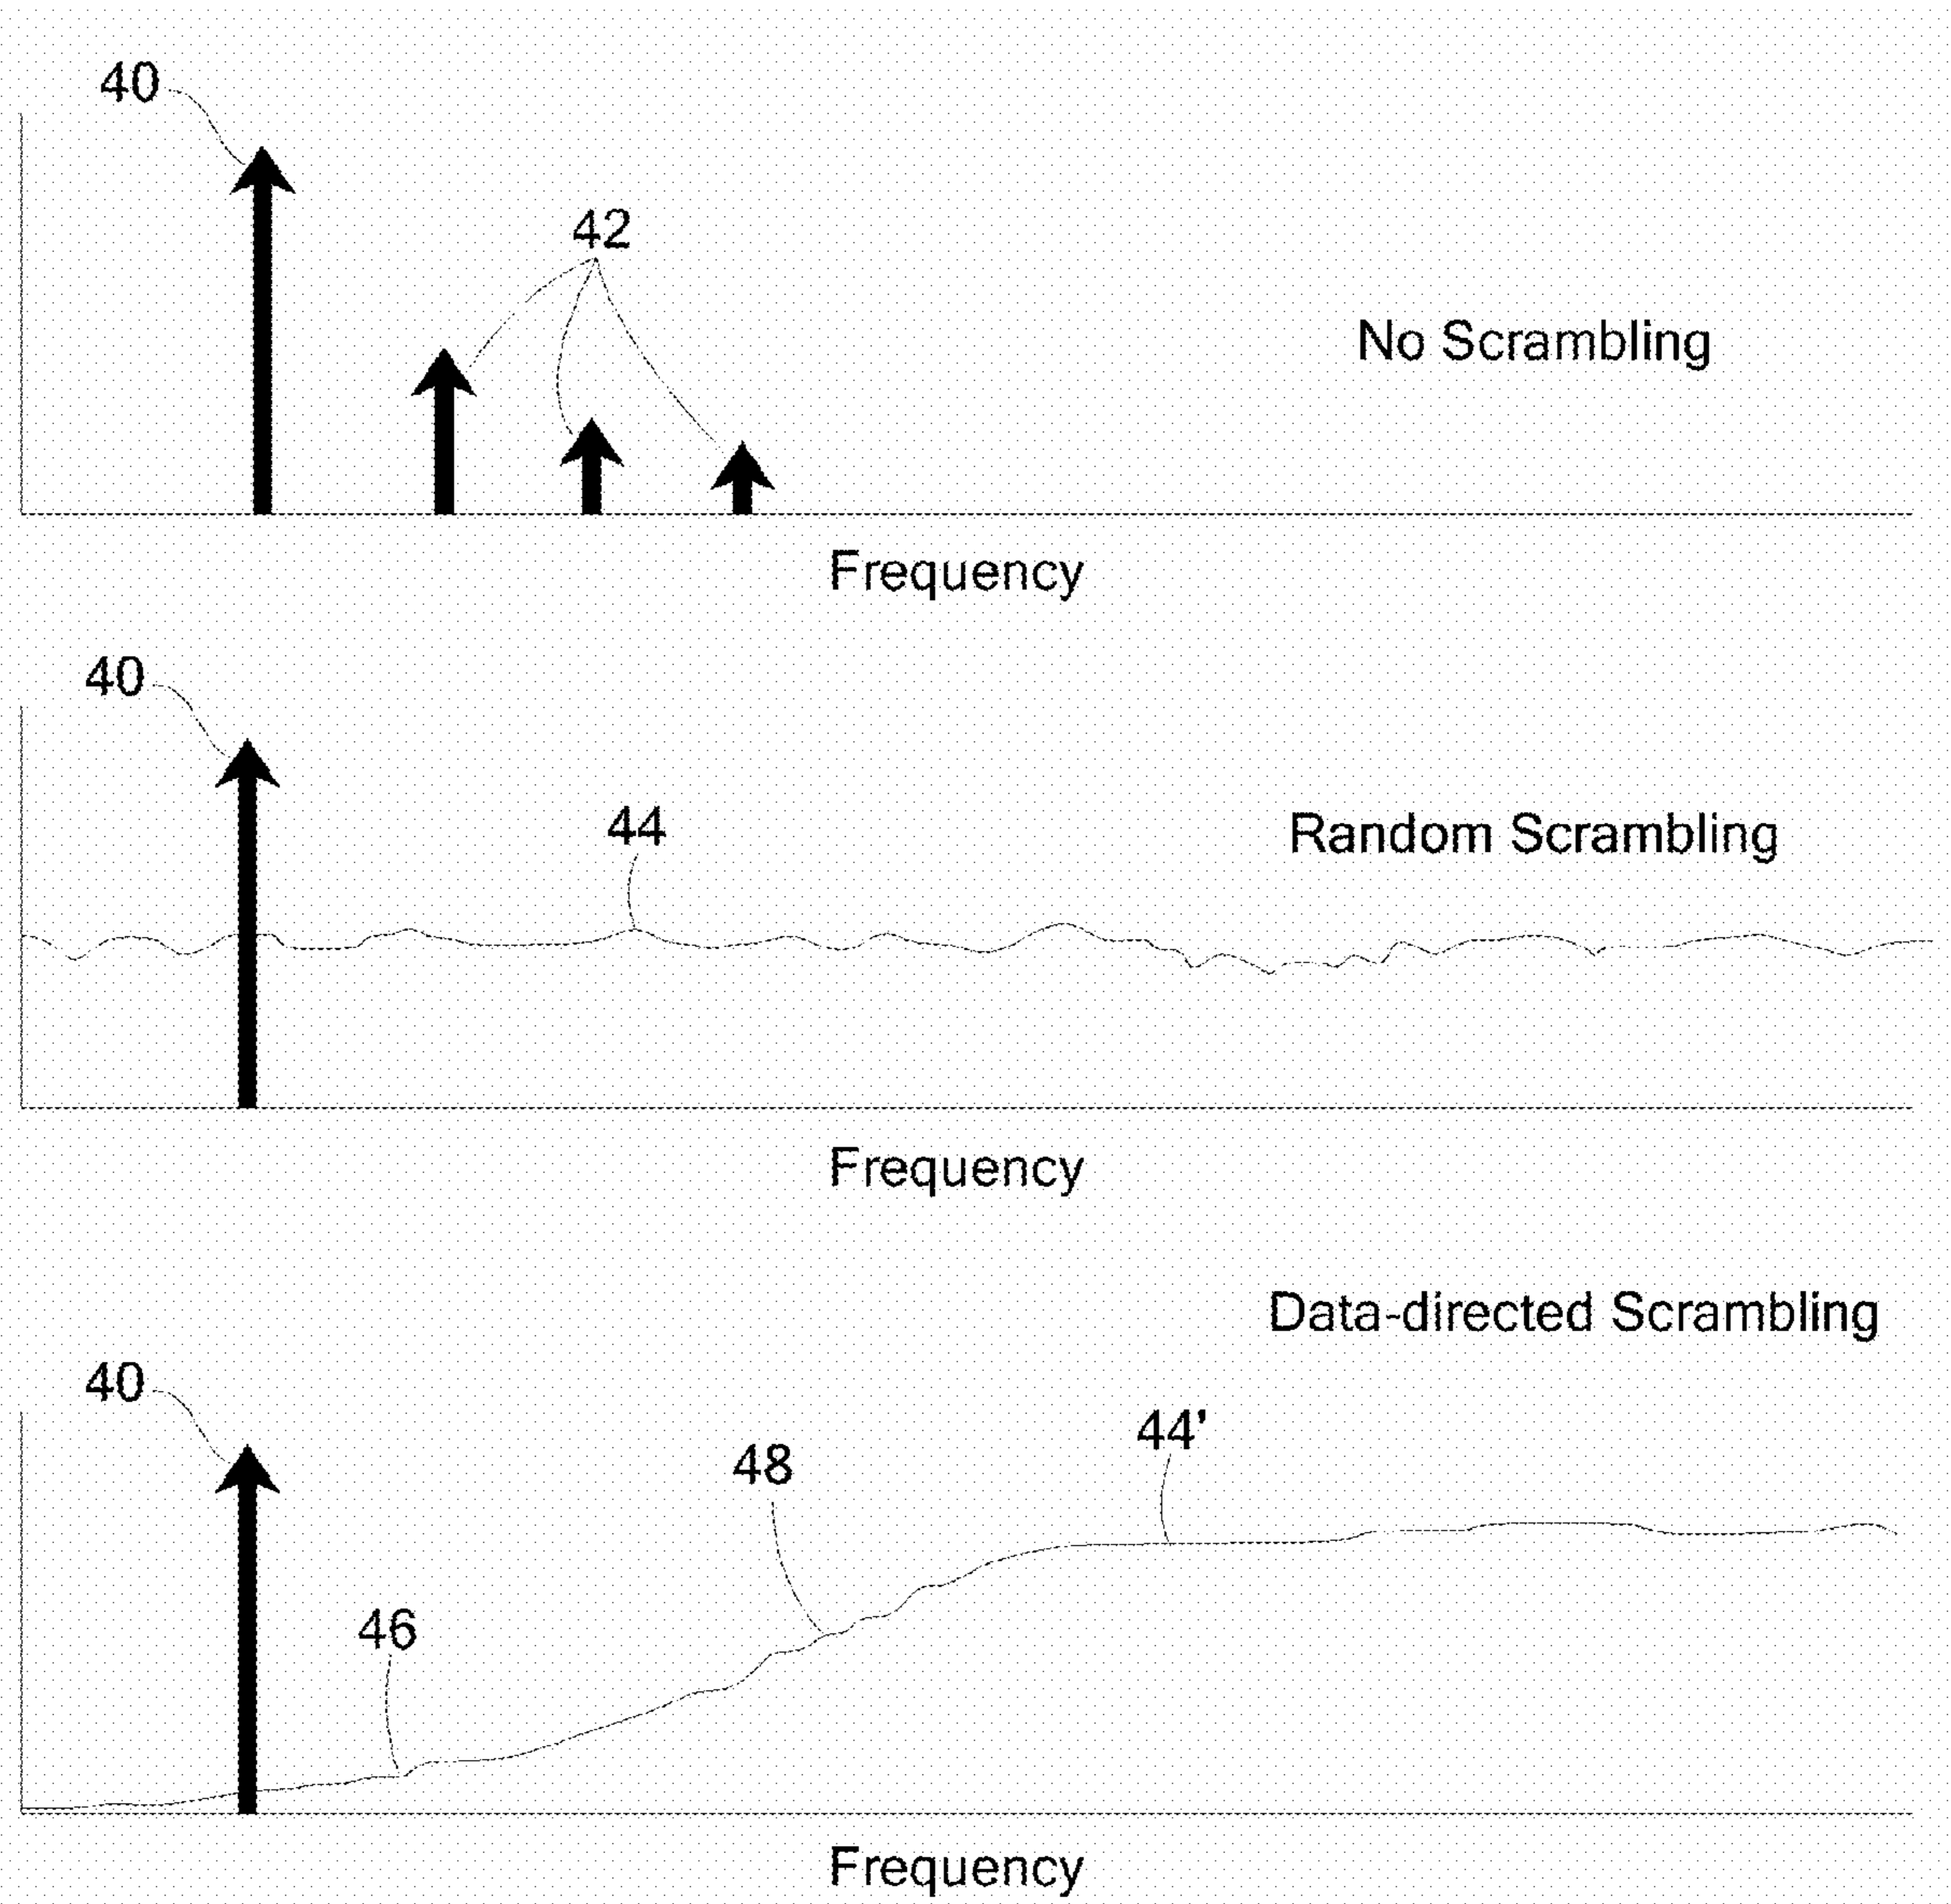 40
42
No Scrambling
Frequency
40
44
Random Scrambling
Frequency
Data-directed Scrambling
40
44'
48
46
Frequency